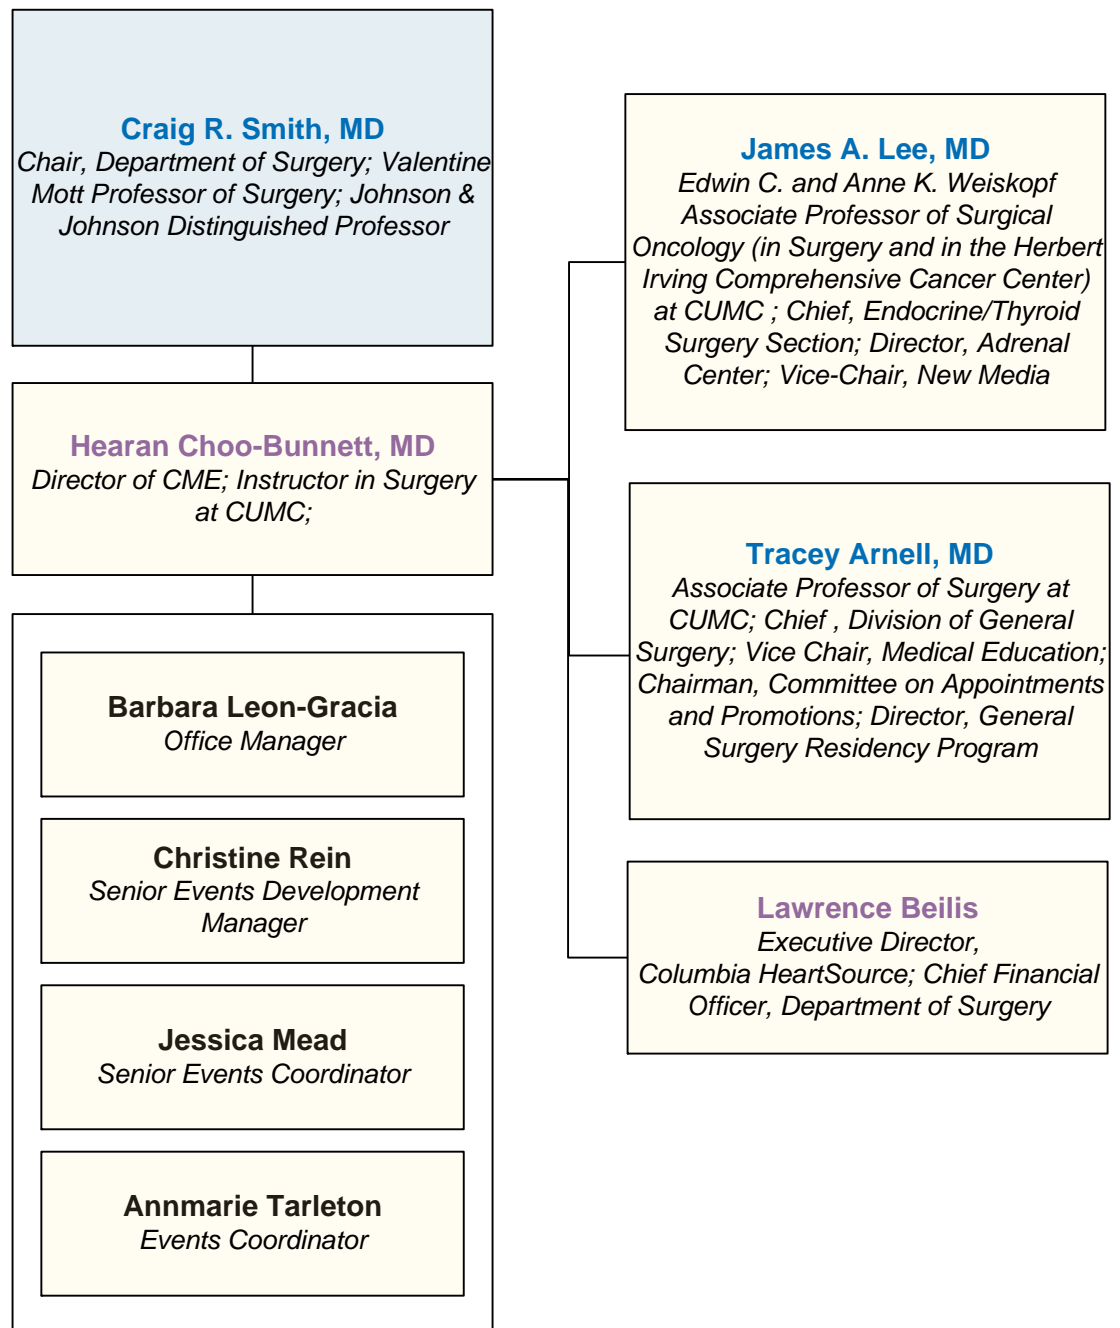 Craig R. Smith, MD
Chair, Department of Surgery; Valentine
Mott Professor of Surgery; Johnson &
Johnson Distinguished Professor
Hearan Choo-Bunnett, MD
Director of CME; Instructor in Surgery
at CUMC;
Barbara Leon-Gracia
Office Manager
Christine Rein
Senior Events Development
Manager
Jessica Mead
Senior Events Coordinator
Annmarie Tarleton
Events Coordinator
James A. Lee, MD
Edwin C. and Anne K. Weiskopf
Associate Professor of Surgical
Oncology (in Surgery and in the Herbert
Irving Comprehensive Cancer Center)
at CUMC ; Chief, Endocrine/Thyroid
Surgery Section; Director, Adrenal
Center; Vice-Chair, New Media
Tracey Arnell, MD
Associate Professor of Surgery at
CUMC; Chief , Division of General
Surgery; Vice Chair, Medical Education;
Chairman, Committee on Appointments
and Promotions; Director, General
Surgery Residency Program
Lawrence Beilis
Executive Director,
Columbia HeartSource; Chief Financial
Officer, Department of Surgery